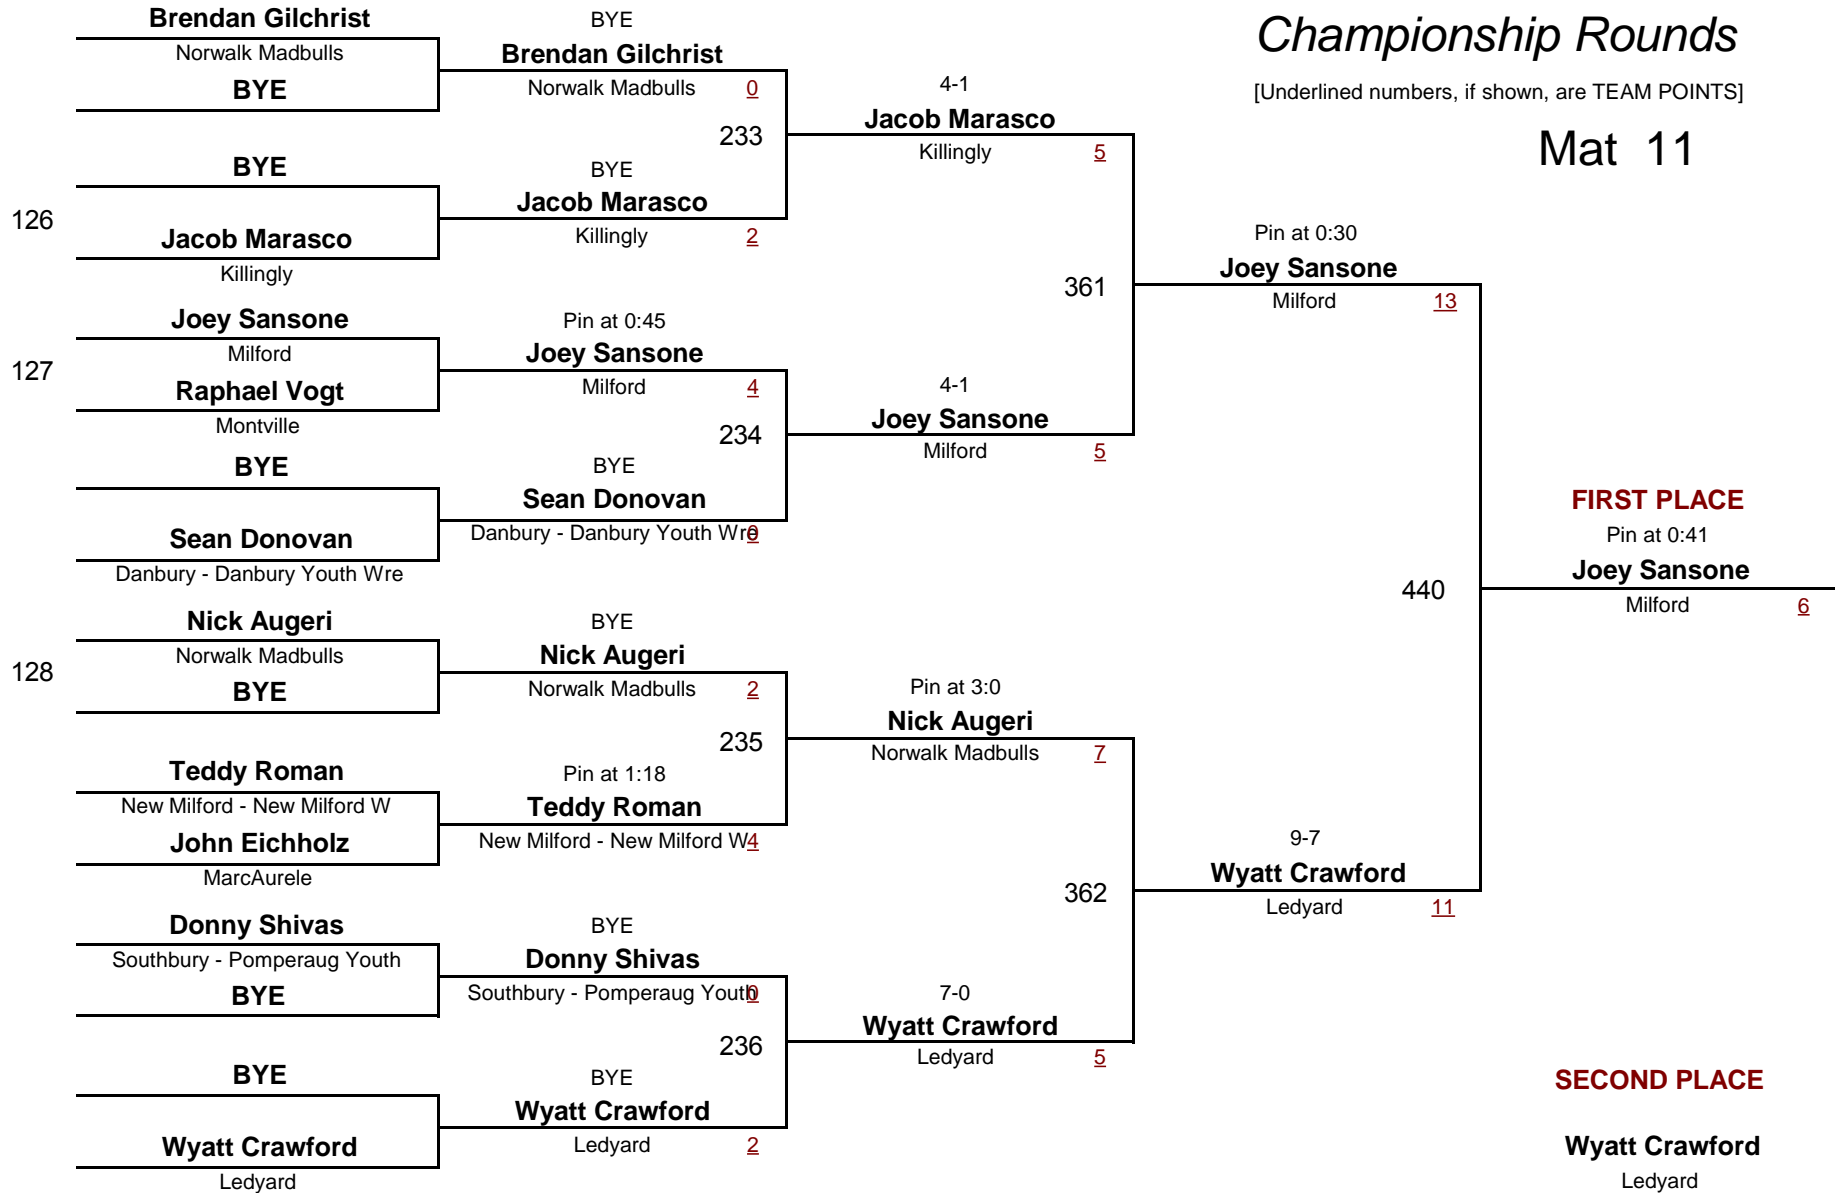 Championship Rounds
[Underlined numbers, if shown, are TEAM POINTS]
Mat 11
Brendan Gilchrist
Norwalk Madbulls
BYE
BYE
126
Jacob Marasco
Killingly
Joey Sansone
Milford
127
Raphael Vogt
Montville
BYE
Sean Donovan
Danbury - Danbury Youth Wre
Nick Augeri
Norwalk Madbulls
128
BYE
Teddy Roman
New Milford - New Milford W
John Eichholz
MarcAurele
Donny Shivas
Southbury - Pomperaug Youth
BYE
BYE
Wyatt Crawford
Ledyard
BYE
Brendan Gilchrist
Norwalk Madbulls 0
233
BYE
Jacob Marasco
Killingly 2
Pin at 0:45
Joey Sansone
Milford 4
234
BYE
Sean Donovan
Danbury - Danbury Youth Wre 0
BYE
Nick Augeri
Norwalk Madbulls 2
235
Pin at 1:18
Teddy Roman
New Milford - New Milford W 4
BYE
Donny Shivas
Southbury - Pomperaug Youth 0
236
BYE
Wyatt Crawford
Ledyard 2
4-1
Jacob Marasco
Killingly 5
361
4-1
Joey Sansone
Milford 5
Pin at 3:0
Nick Augeri
Norwalk Madbulls 7
362
7-0
Wyatt Crawford
Ledyard 5
Pin at 0:30
Joey Sansone
Milford 13
440
9-7
Wyatt Crawford
Ledyard 11
FIRST PLACE
Pin at 0:41
Joey Sansone
Milford 6
SECOND PLACE
Wyatt Crawford
Ledyard